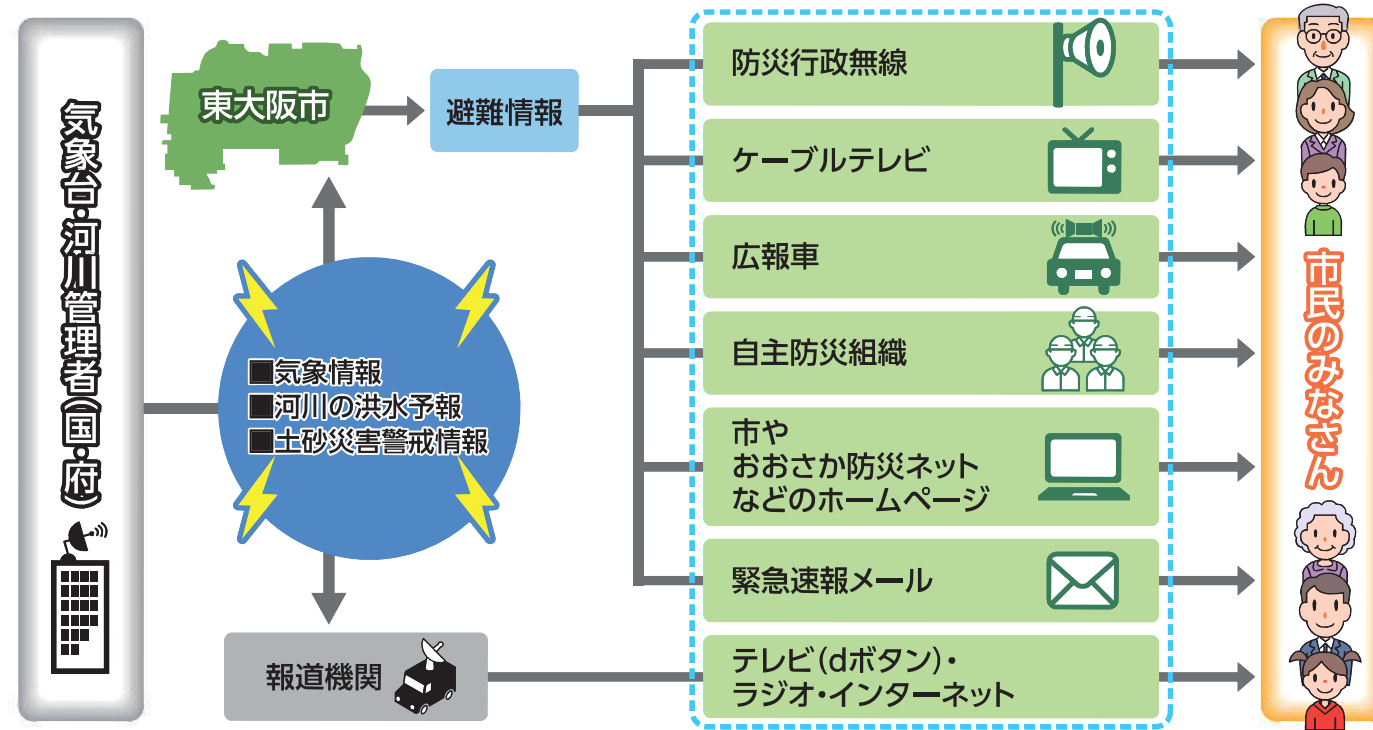 気象台・河川管理者(国・府)
東大阪市
避難情報
■気象情報
■河川の洪水予報
■土砂災害警戒情報
報道機関
防災行政無線
ケーブルテレビ
広報車
自主防災組織
市や
おおさか防災ネット
などのホームページ
緊急速報メール
テレビ(dボタン)・
ラジオ・インターネット
市民のみなさん